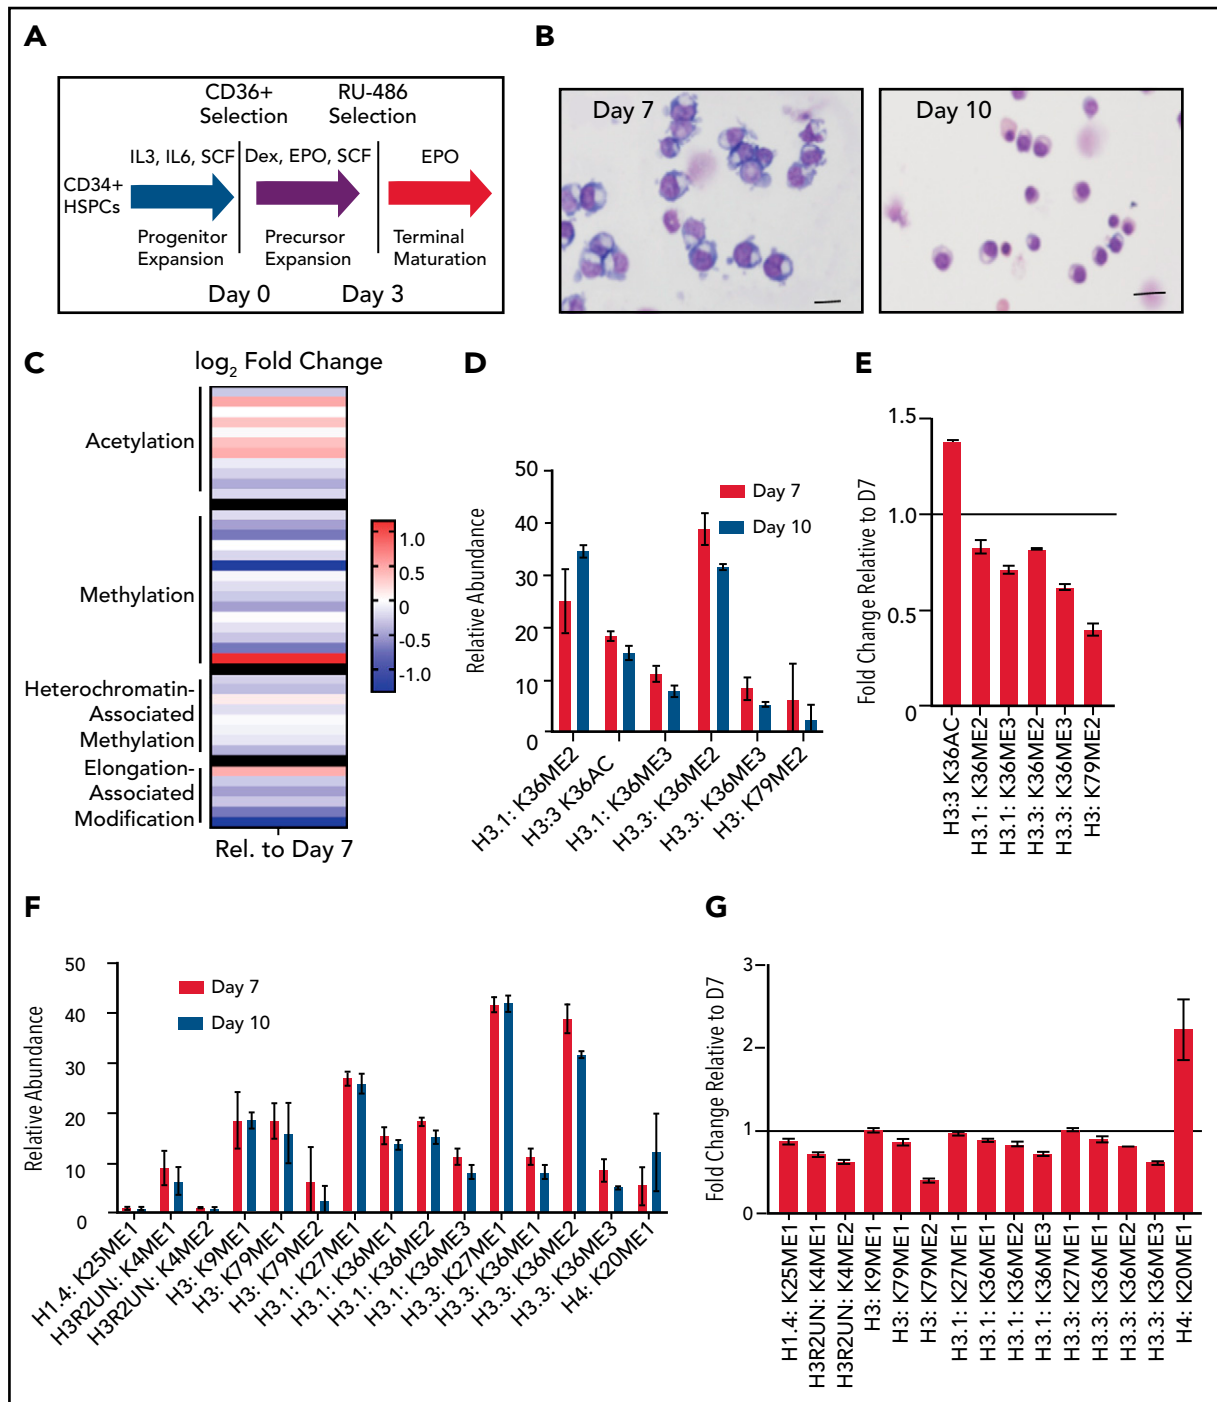 A
CD36+
Selection
RU-486
Selection
IL3, IL6, SCF
Dex, EPO, SCF
EPO
CD34+
HSPCs
Progenitor
Expansion
Precursor
Expansion
Terminal
Maturation
Day 0
Day 3
B
Day 7
Day 10
C
log2 Fold Change
Acetylation
Methylation
Heterochromatin-
Associated
Methylation
Elongation-
Associated
Modification
1.0
0.5
0
-0.5
-1.0
Rel. to Day 7
D
Relative Abundance
50
40
30
20
10
0
Day 7
Day 10
H3.1: K36ME2
H3:3 K36AC
H3.1: K36ME3
H3.3: K36ME2
H3.3: K36ME3
H3: K79ME2
E
Fold Change Relative to D7
1.5
1.0
0.5
0
H3:3 K36AC
H3.1: K36ME2
H3.1: K36ME3
H3.3: K36ME2
H3.3: K36ME3
H3: K79ME2
F
Relative Abundance
50
40
30
20
10
0
Day 7
Day 10
H1.4: K25ME1
H3R2UN: K4ME1
H3R2UN: K4ME2
H3: K9ME1
H3: K79ME1
H3: K79ME2
H3.1: K27ME1
H3.1: K36ME1
H3.1: K36ME2
H3.1: K36ME3
H3.3: K27ME1
H3.3: K36ME1
H3.3: K36ME2
H3.3: K36ME3
H4: K20ME1
G
Fold Change Relative to D7
3
2
1
0
H1.4: K25ME1
H3R2UN: K4ME1
H3R2UN: K4ME2
H3: K9ME1
H3: K79ME1
H3: K79ME2
H3.1: K27ME1
H3.1: K36ME1
H3.1: K36ME2
H3.1: K36ME3
H3.3: K27ME1
H3.3: K36ME1
H3.3: K36ME2
H3.3: K36ME3
H4: K20ME1